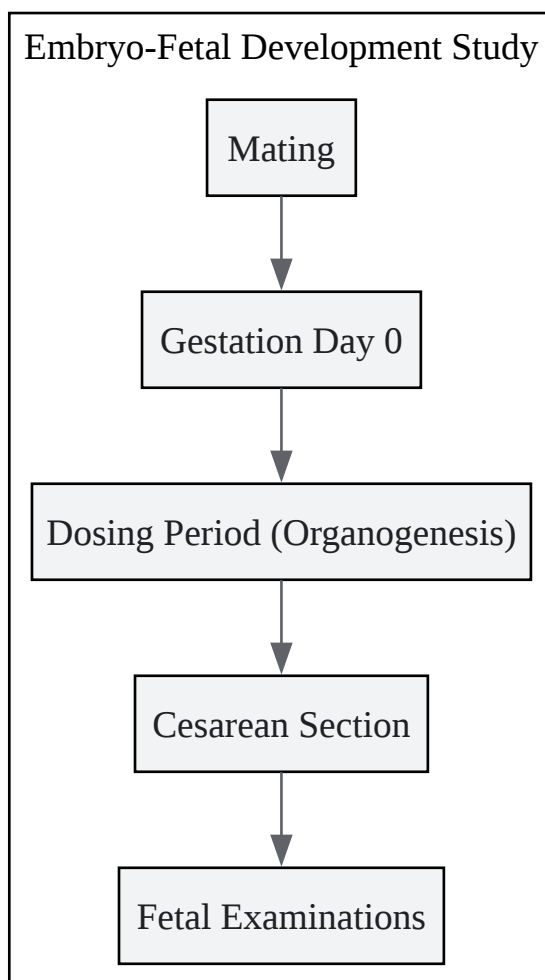 Embryo-Fetal Development Study
Mating
Gestation Day 0
Dosing Period (Organogenesis)
Cesarean Section
Fetal Examinations